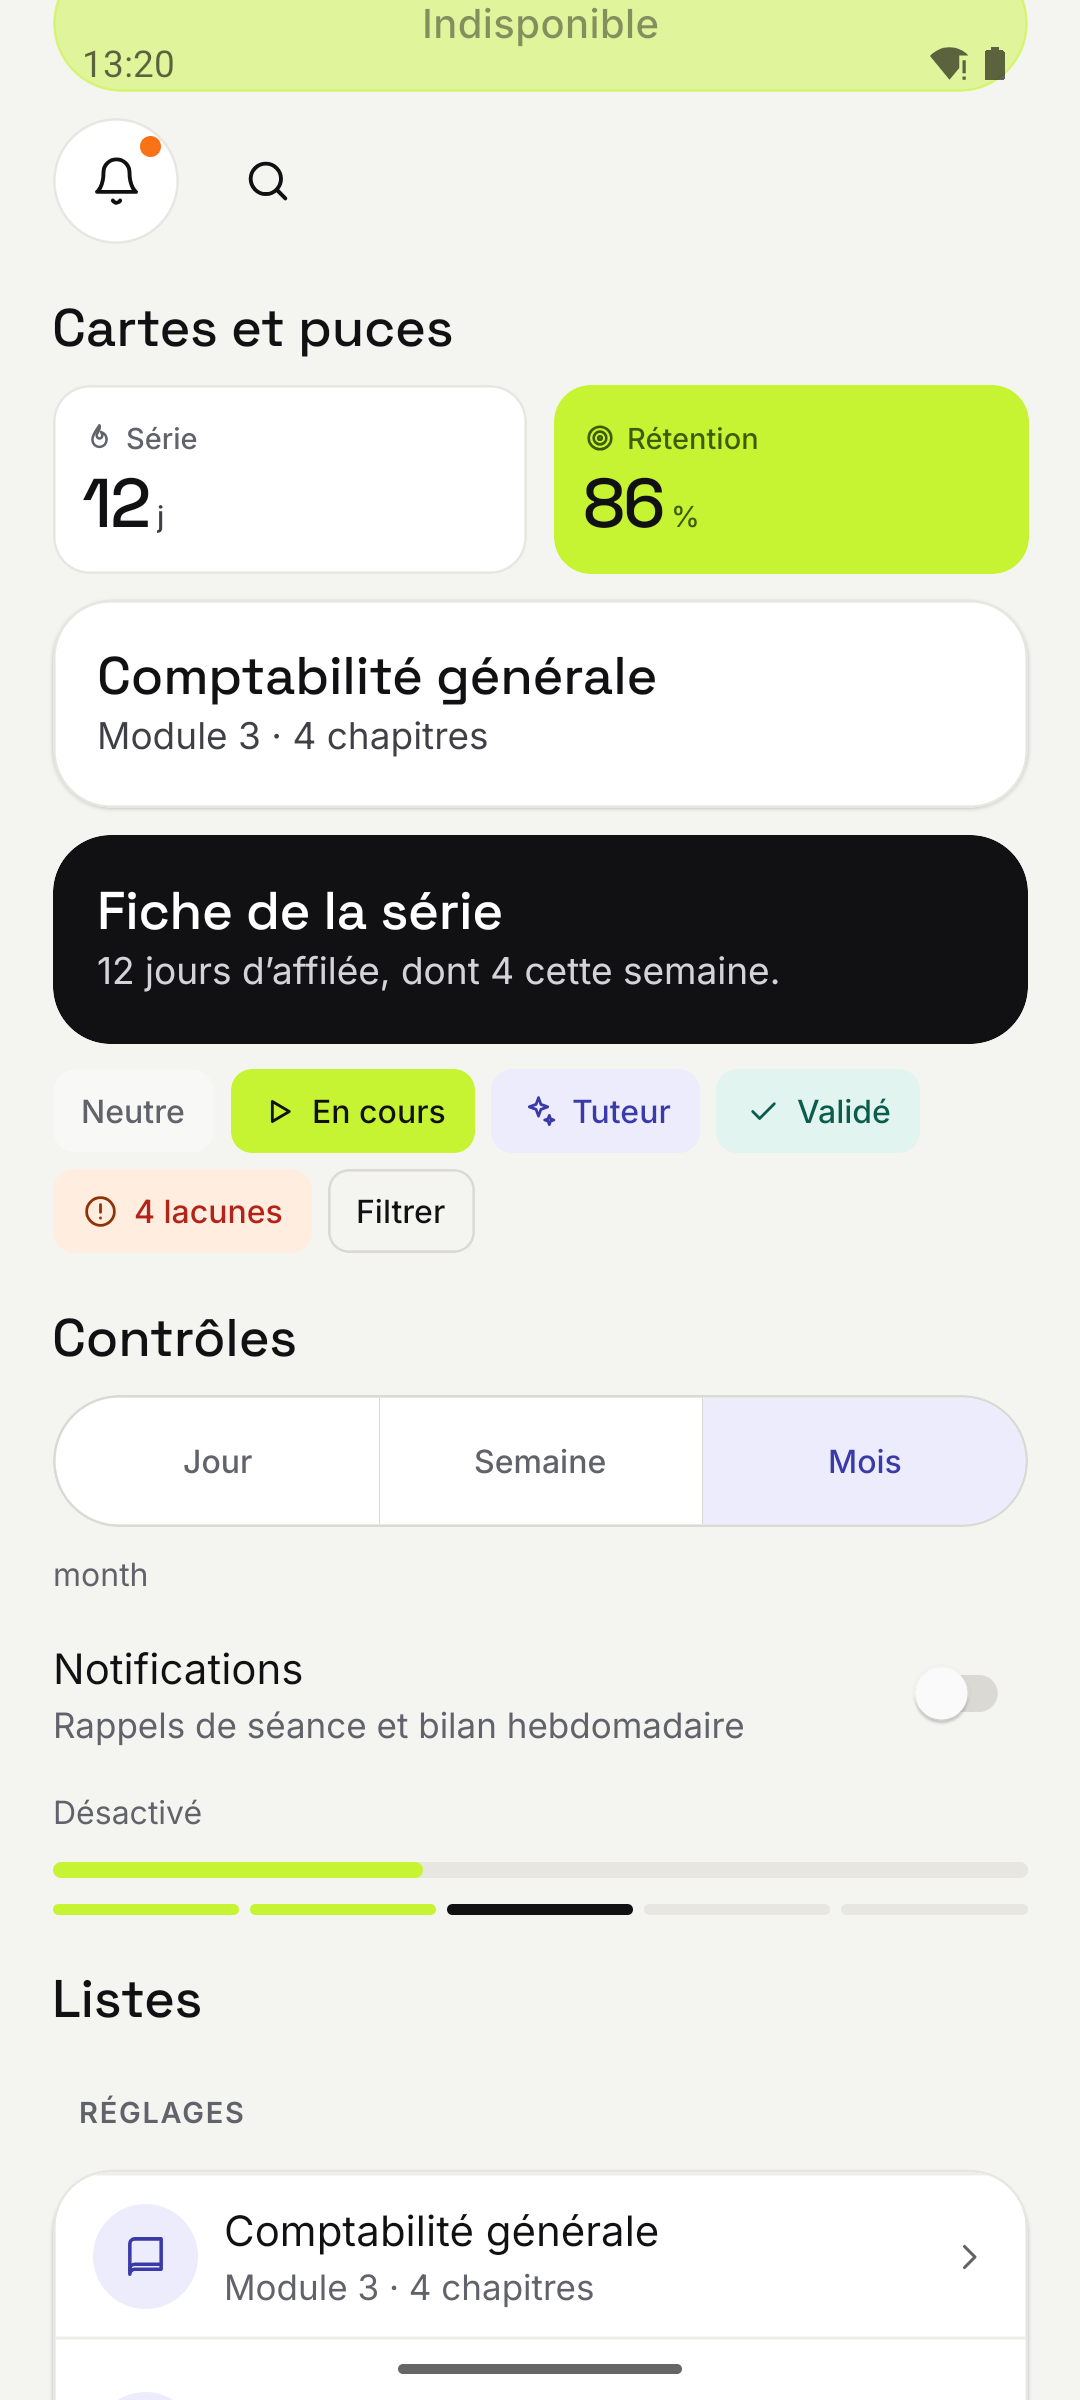 Indisponible
13:20
Cartes et puces
Série
12 j
Rétention
86 %
Comptabilité générale
Module 3 · 4 chapitres
Fiche de la série
12 jours d’affilée, dont 4 cette semaine.
Neutre
En cours
Tuteur
Validé
4 lacunes
Filtrer
Contrôles
Jour
Semaine
Mois
month
Notifications
Rappels de séance et bilan hebdomadaire
Désactivé
Listes
RÉGLAGES
Comptabilité générale
Module 3 · 4 chapitres